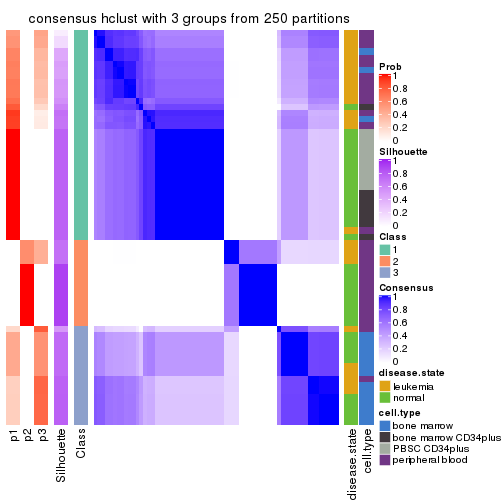 consensus hclust with 3 groups from 250 partitions
Prob
1
0.8
0.6
0.4
0.2
0
Silhouette
1
0.8
0.6
0.4
0.2
0
Class
1
2
3
Consensus
1
0.8
0.6
0.4
0.2
0
disease.state
leukemia
normal
cell.type
bone marrow
bone marrow CD34plus
PBSC CD34plus
peripheral blood
p1
p2
p3
Silhouette
Class
disease.state
cell.type